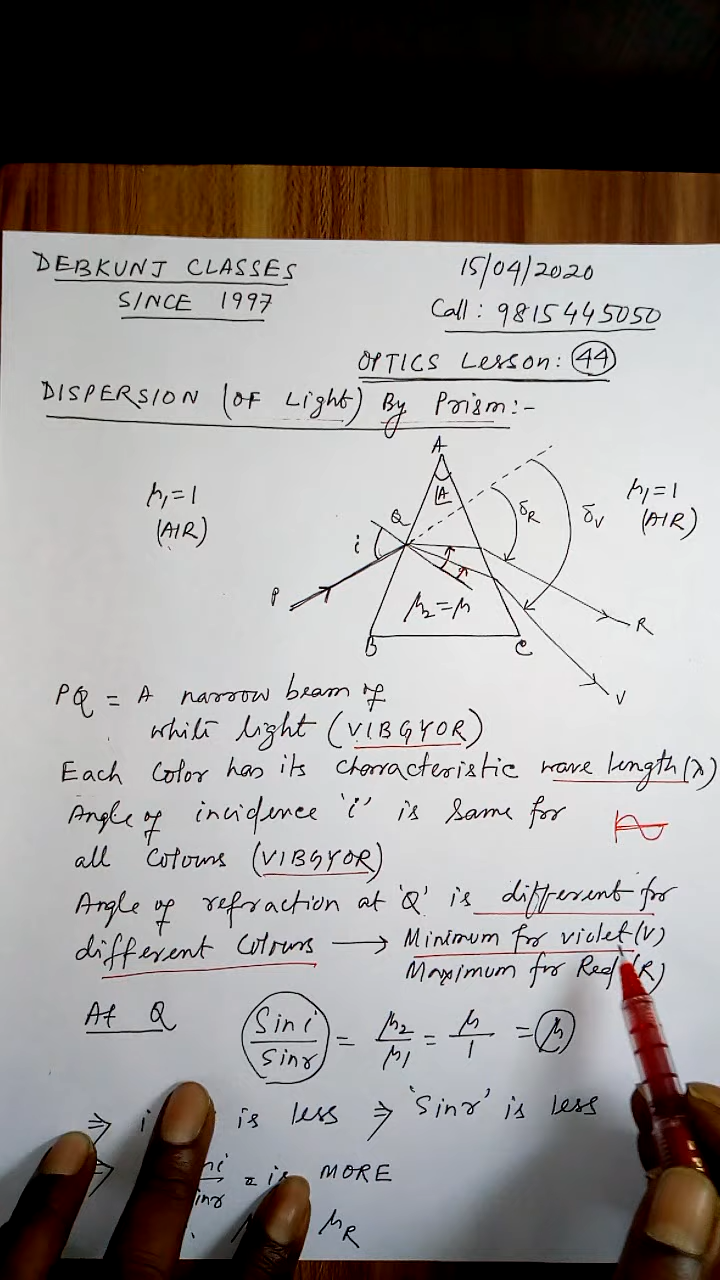 DEBKUNJ CLASSES
SINCE 1997
15/04/2020
Call: 9815445050
OPTICS Lesson: 44
DISPERSION (OF Light) By Prism:-
A
A
μ₁=1
(AIR)
Q
i
P
δR
δV
μ₁=1
(AIR)
μ₂=μ
B
C
R
V
PQ = A narrow beam of
white light (VIBGYOR)
Each Color has its characteristic wave length (λ)
Angle of incidence 'i' is same for
all colours (VIBGYOR)
Angle of refraction at 'Q' is different for
different colours → Minimum for violet (V)
Maximum for Red (R)
At Q
Sin i / Sin r = μ₂ / μ₁ = μ / 1 = μ
⇒ i is less ⇒ 'Sin r' is less
⇒ is MORE
μR